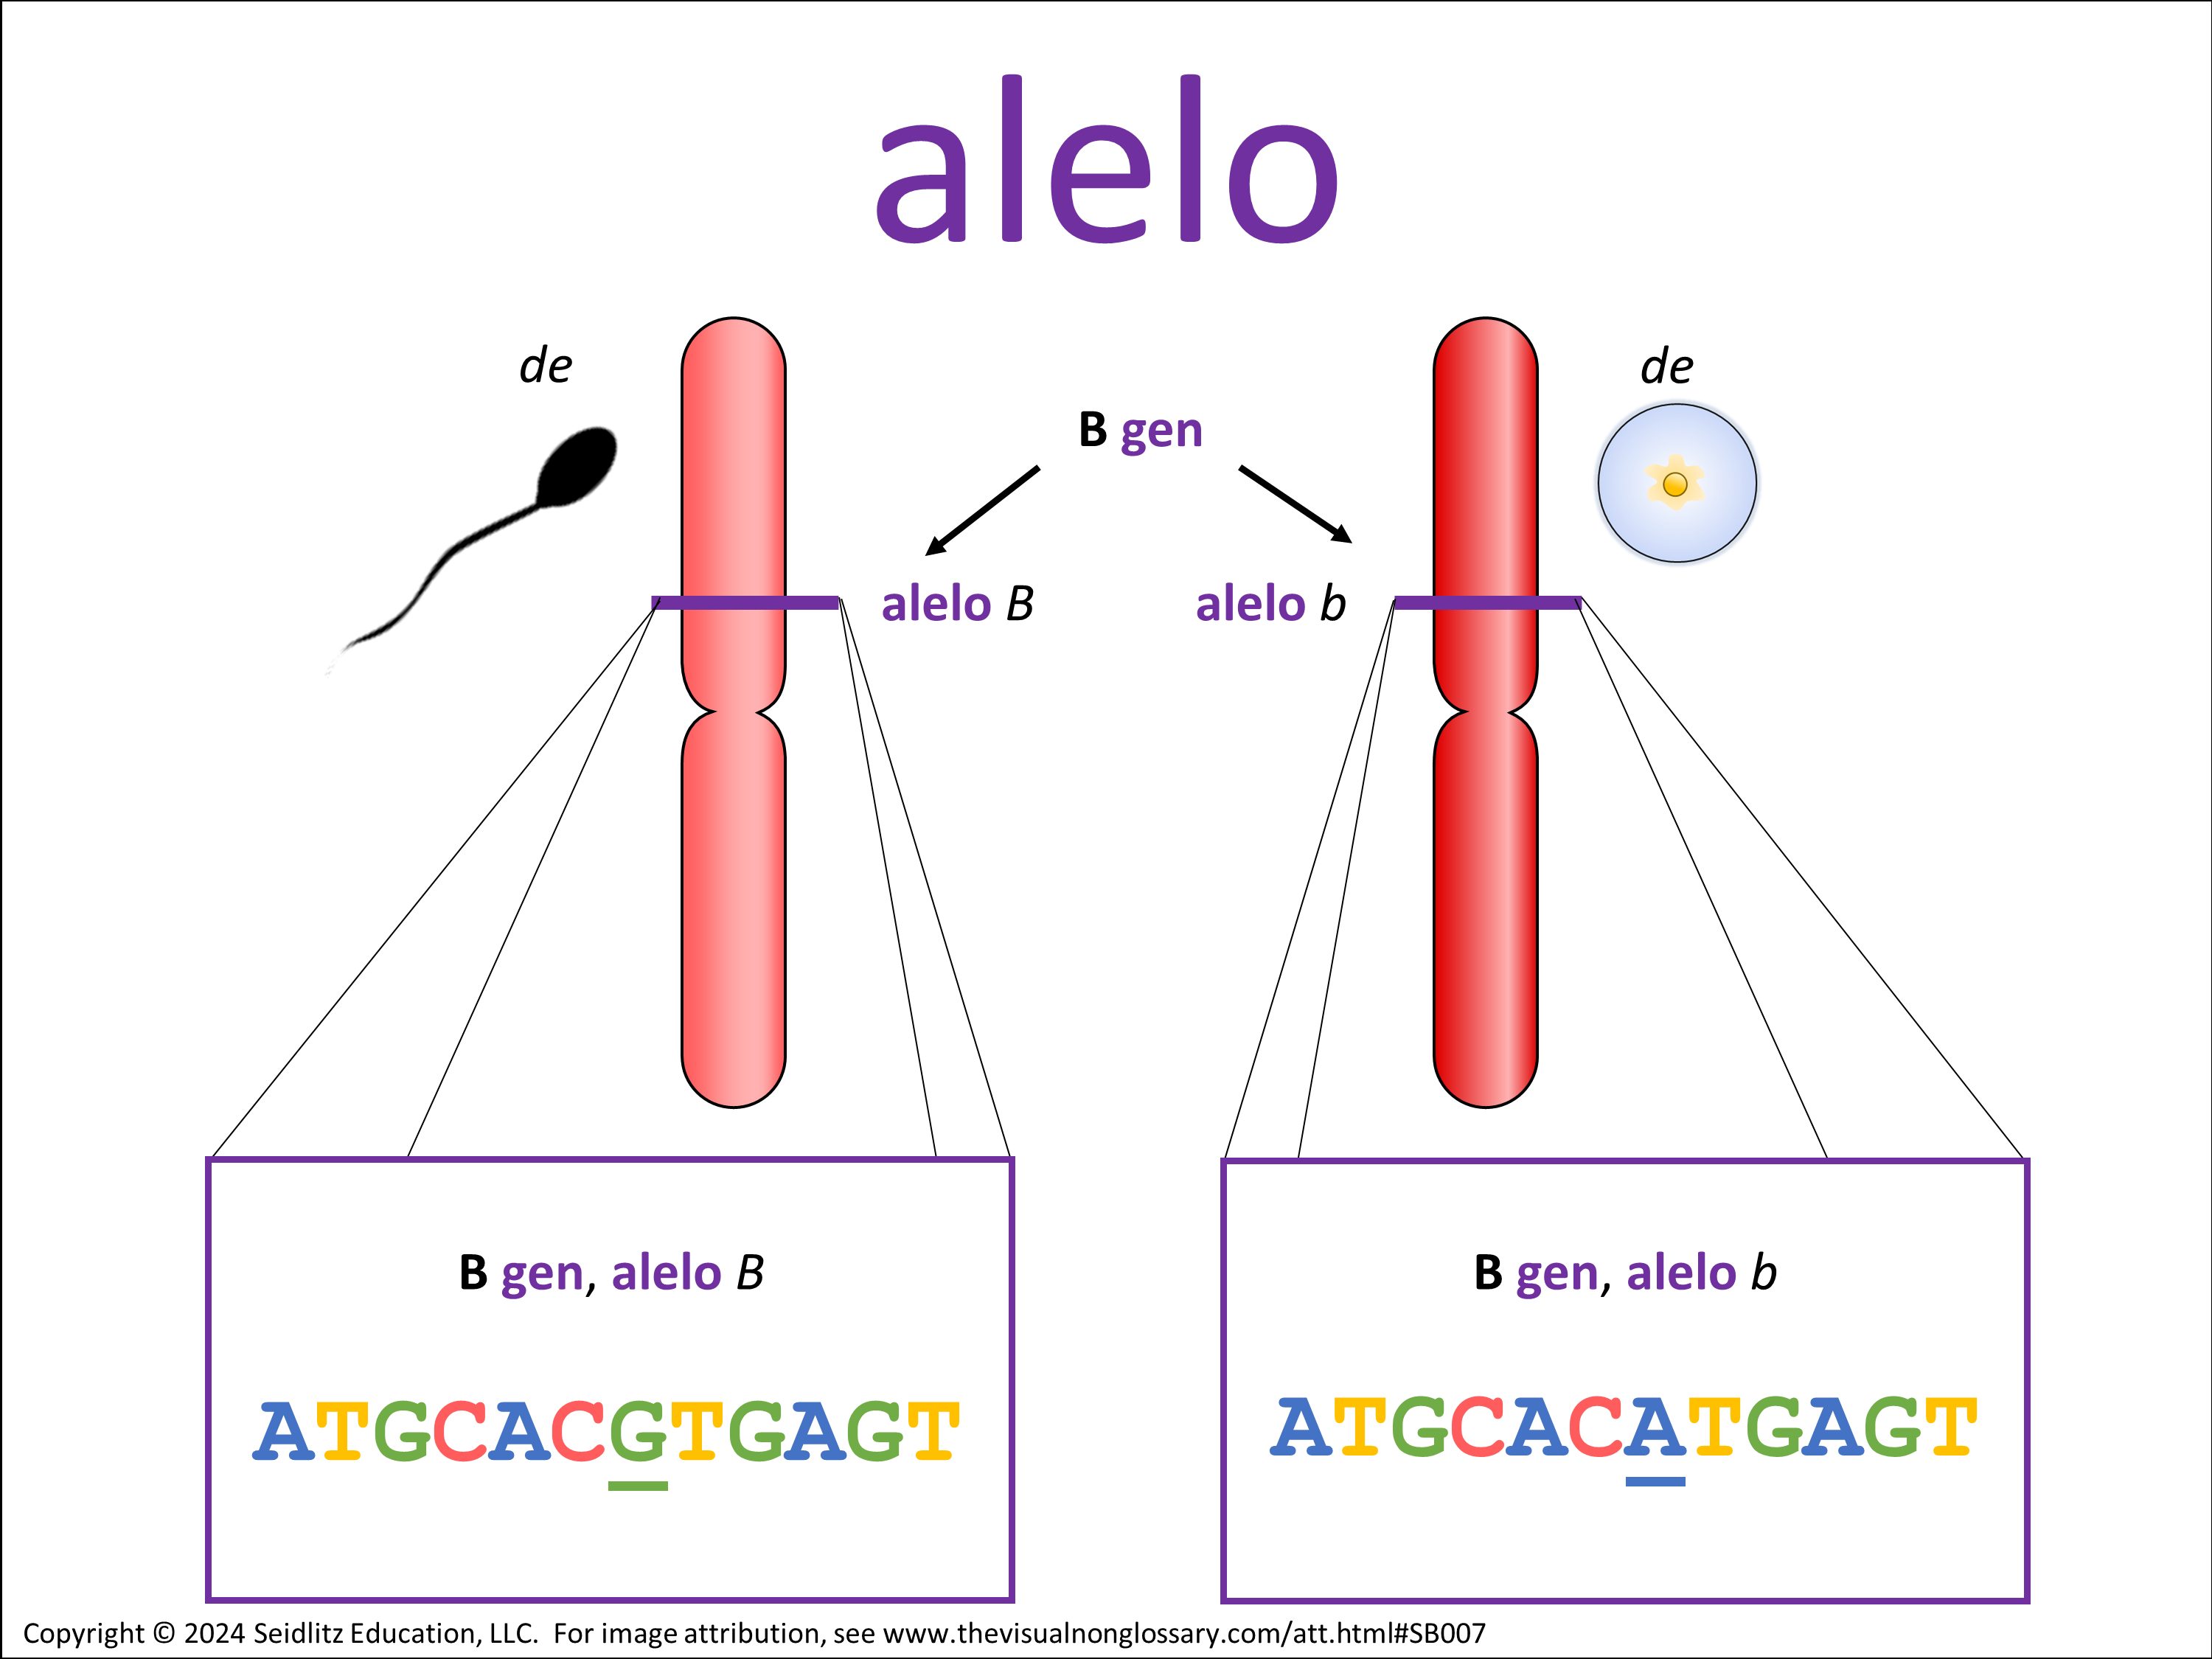 alelo
de
de
B gen
alelo B
alelo b
B gen, alelo B
B gen, alelo b
ATGCACGTGAGT
ATGCACATGAGT
Copyright © 2024 Seidlitz Education, LLC.  For image attribution, see www.thevisualnonglossary.com/att.html#SB007